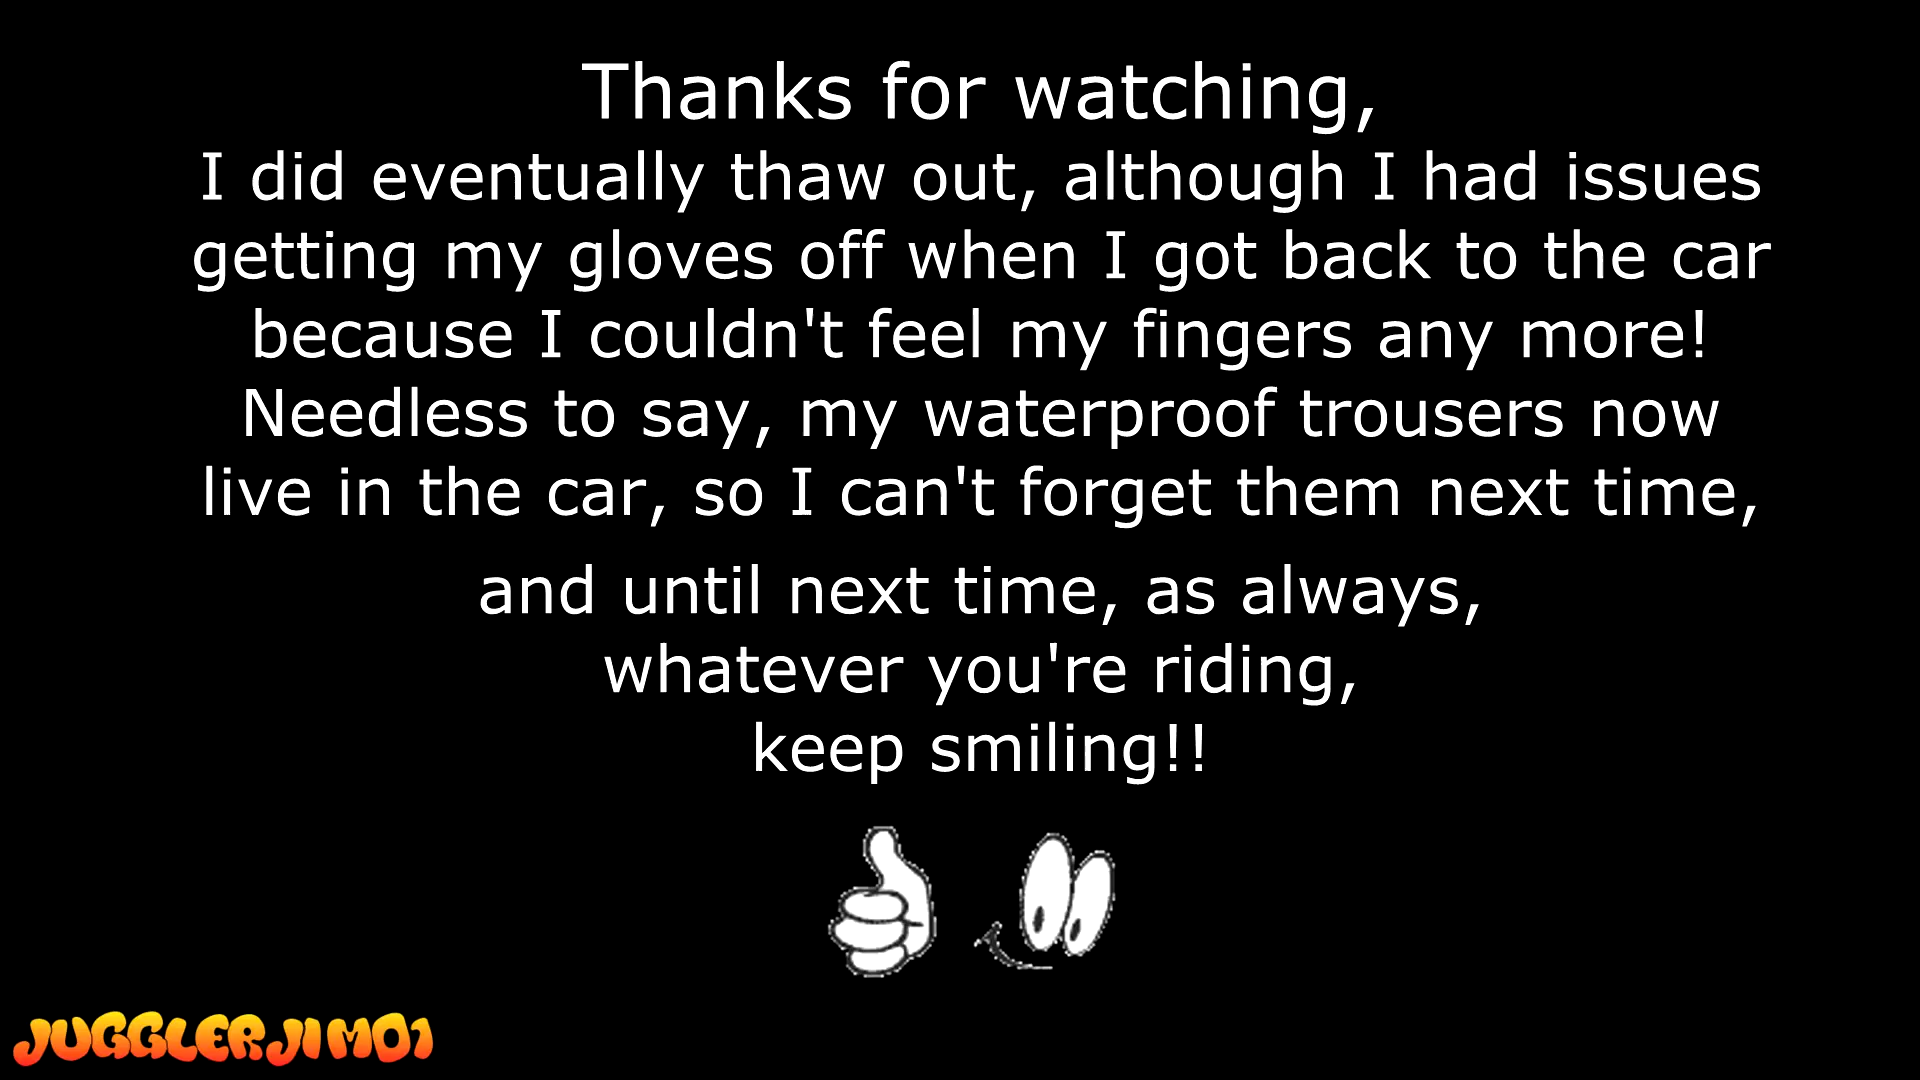 Thanks for watching,
I did eventually thaw out, although I had issues
getting my gloves off when I got back to the car
because I couldn't feel my fingers any more!
Needless to say, my waterproof trousers now
live in the car, so I can't forget them next time,
and until next time, as always,
whatever you're riding,
keep smiling!!
JUGGLERJIM01